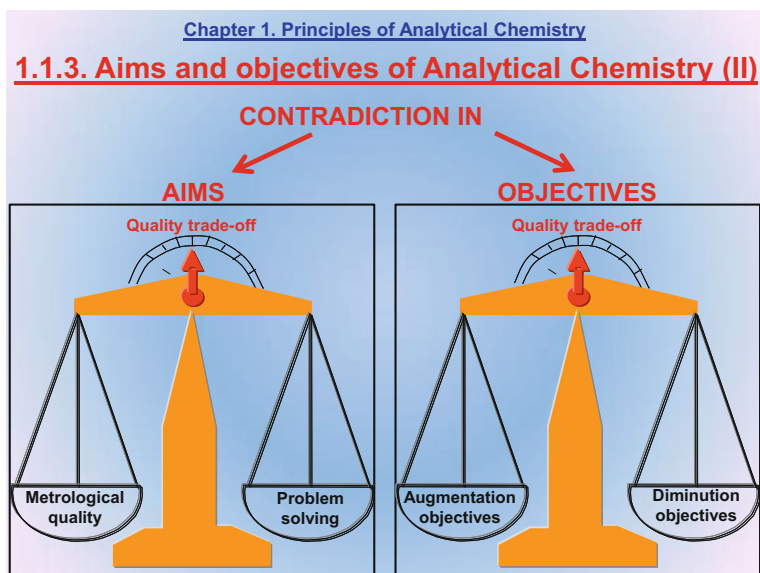 Chapter 1. Principles of Analytical Chemistry
1.1.3. Aims and objectives of Analytical Chemistry (II)
CONTRADICTION IN
AIMS
Quality trade-off
Metrological
quality
Problem
solving
OBJECTIVES
Quality trade-off
Augmentation
objectives
Diminution
objectives